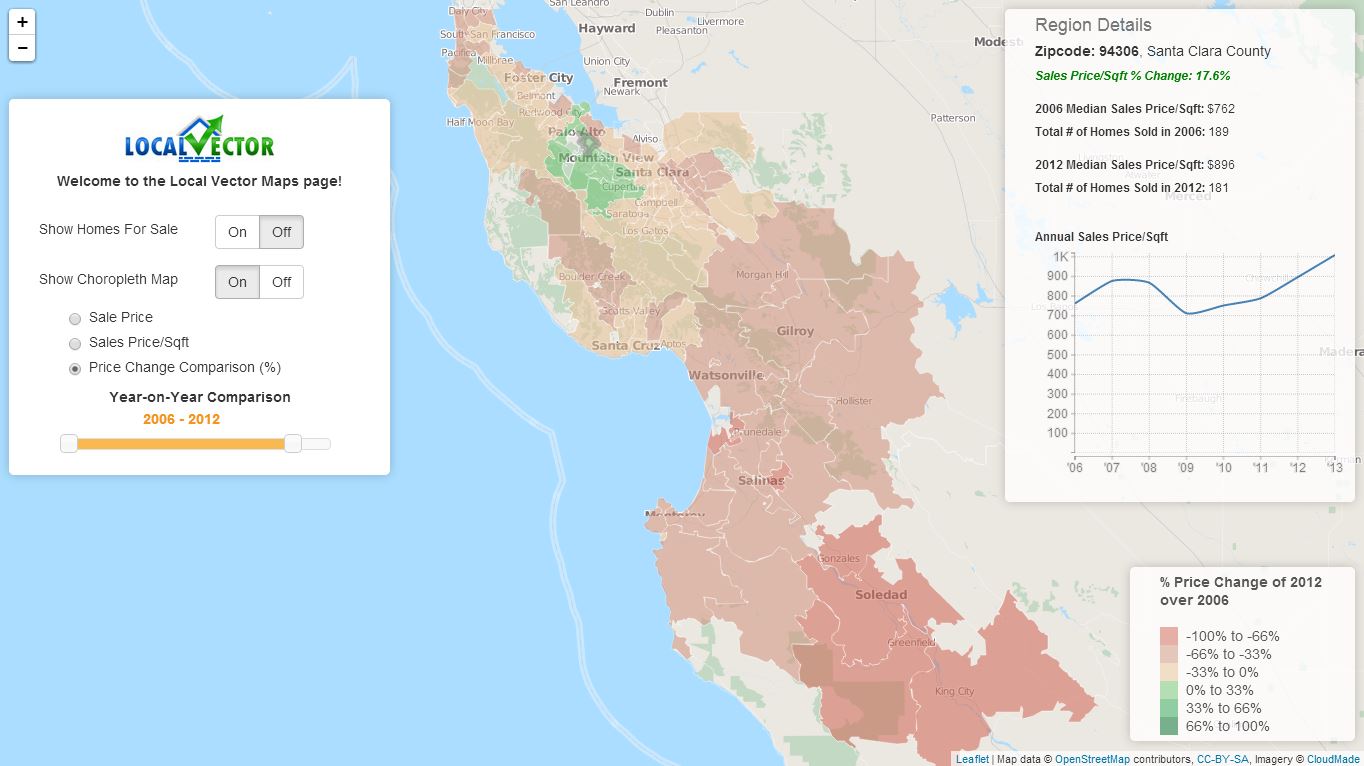 +
−
LOCALVECTOR
Welcome to the Local Vector Maps page!
Show Homes For Sale On Off
Show Choropleth Map On Off
Sale Price
Sales Price/Sqft
Price Change Comparison (%)
Year-on-Year Comparison
2006 - 2012
Daly City
San Leandro
Dublin
Livermore
South San Francisco
Hayward
Pleasanton
Pacifica
Millbrae
Union City
Foster City
Fremont
Newark
Belmont
Redwood City
Half Moon Bay
Palo Alto
Alviso
Mountain View
Santa Clara
Cupertino
Campbell
Saratoga
Los Gatos
Patterson
Morgan Hill
Boulder Creek
Scotts Valley
Gilroy
Santa Cruz
Aptos
Watsonville
Hollister
Prunedale
Salinas
Monterey
Gonzales
Soledad
Greenfield
King City
Merced
Firebaugh
Madera
Region Details
Zipcode: 94306, Santa Clara County
Sales Price/Sqft % Change: 17.6%
2006 Median Sales Price/Sqft: $762
Total # of Homes Sold in 2006: 189
2012 Median Sales Price/Sqft: $896
Total # of Homes Sold in 2012: 181
Annual Sales Price/Sqft
1K
900
800
700
600
500
400
300
200
100
'06 '07 '08 '09 '10 '11 '12 '13
% Price Change of 2012
over 2006
-100% to -66%
-66% to -33%
-33% to 0%
0% to 33%
33% to 66%
66% to 100%
Leaflet | Map data © OpenStreetMap contributors, CC-BY-SA, Imagery © CloudMade